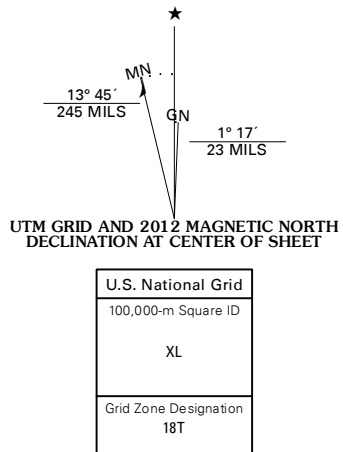 ★
MN
13° 45´
245 MILS
GN
1° 17´
23 MILS
UTM GRID AND 2012 MAGNETIC NORTH
DECLINATION AT CENTER OF SHEET
U.S. National Grid
100,000-m Square ID
XL
Grid Zone Designation
18T